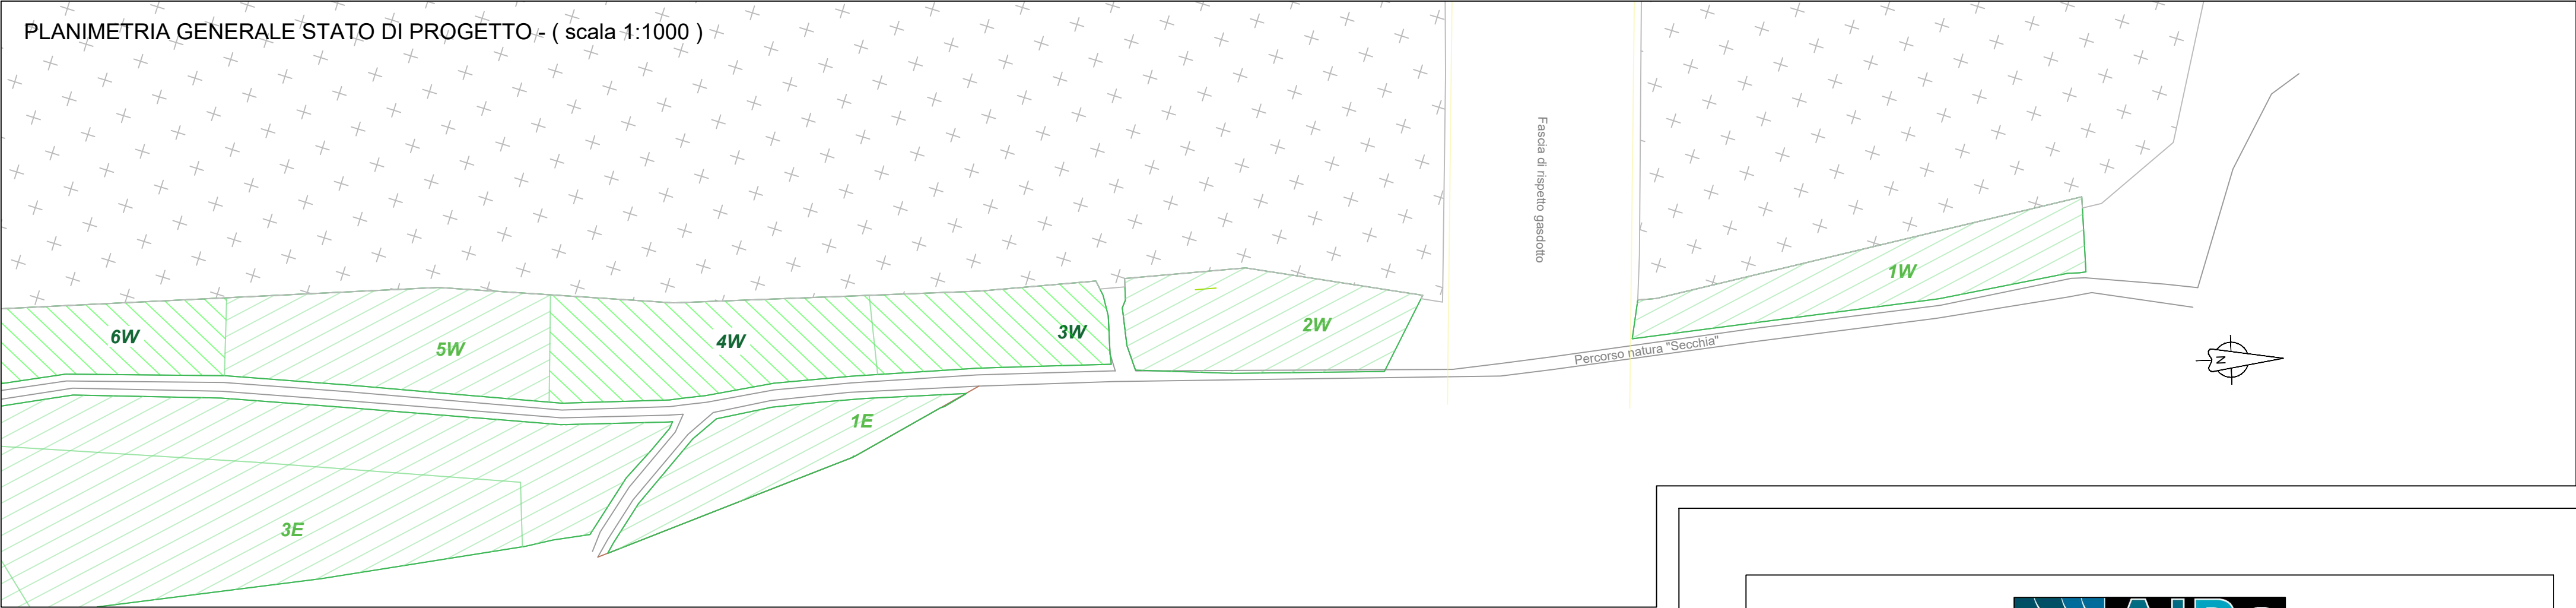 PLANIMETRIA GENERALE STATO DI PROGETTO - ( scala 1:1000 )
Fascia di rispetto gasdotto
1W
2W
3W
4W
5W
6W
Percorso natura "Secchia"
N
1E
3E